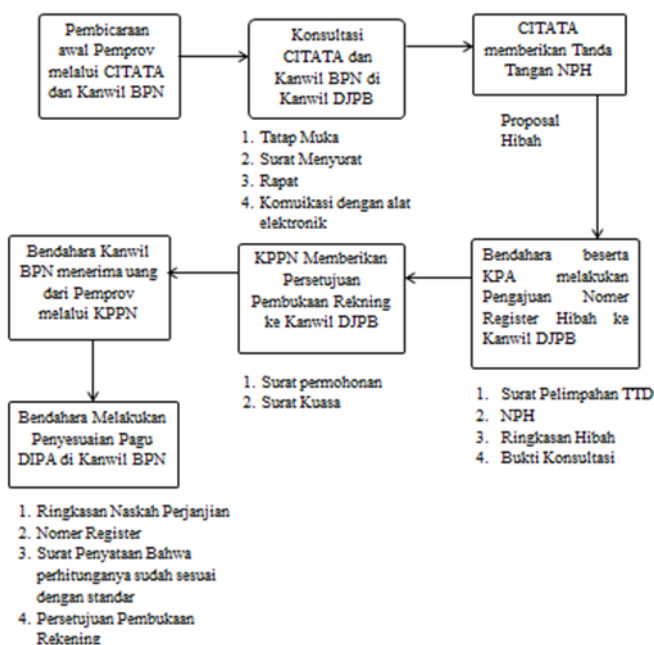 Pembicaraan
awal Pemprov
melalui CITATA
dan Kanwil BPN
Konsultasi
CITATA dan
Kanwil BPN di
Kanwil DJPB
1. Tatap Muka
2. Surat Menyurat
3. Rapat
4. Komuikasi dengan alat
elektronik
CITATA
memberikan Tanda
Tangan NPH
Proposal
Hibah
Bendahara beserta
KPA melakukan
Pengajuan Nomer
Register Hibah ke
Kanwil DJPB
1. Surat Pelimpahan TTD
2. NPH
3. Ringkasan Hibah
4. Bukti Konsultasi
KPPN Memberikan
Persetujuan
Pembukaan Rekning
ke Kanwil DJPB
1. Surat permohonan
2. Surat Kuasa
Bendahara Kanwil
BPN menerima uang
dari Pemprov
melalui KPPN
Bendahara Melakukan
Penyesuaian Pagu
DIPA di Kanwil BPN
1. Ringkasan Naskah Perjanjian
2. Nomer Register
3. Surat Penyataan Bahwa
perhitunganya sudah sesuai
dengan standar
4. Persetujuan Pembukaan
Rekening